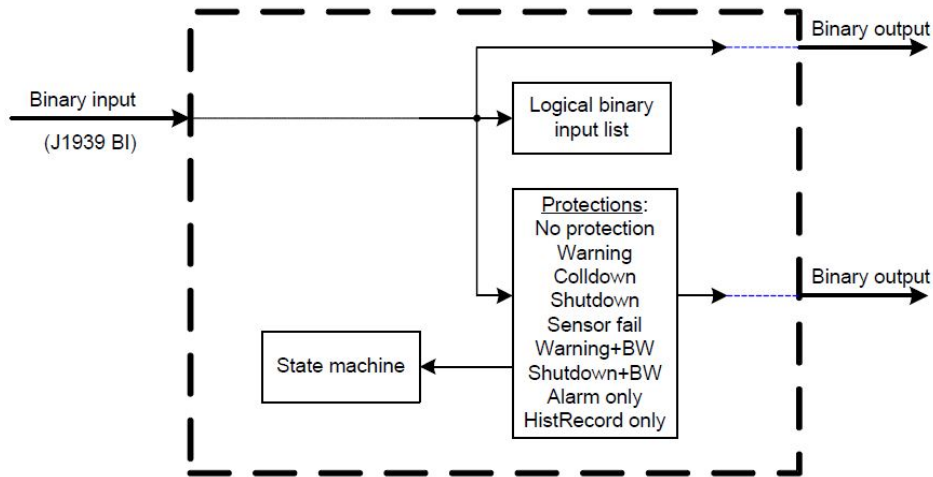 Binary output
Binary input
(J1939 BI)
Logical binary
input list
Protections:
No protection
Warning
Colldown
Shutdown
Sensor fail
Warning+BW
Shutdown+BW
Alarm only
HistRecord only
Binary output
State machine